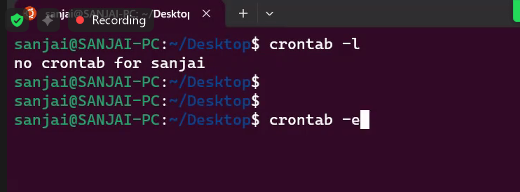 sanjai@SANJAI-PC: ~/Desktop
Recording
sanjai@SANJAI-PC:~/Desktop$ crontab -l
no crontab for sanjai
sanjai@SANJAI-PC:~/Desktop$
sanjai@SANJAI-PC:~/Desktop$
sanjai@SANJAI-PC:~/Desktop$ crontab -e